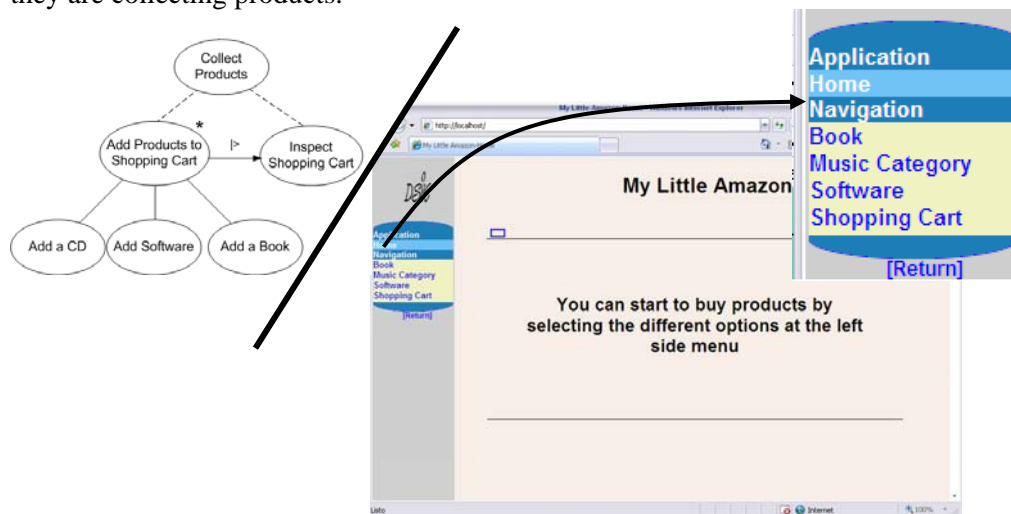 they are collecting products.
Collect
Products
*
Add Products to
Shopping Cart
|>
Inspect
Shopping Cart
Add a CD
Add Software
Add a Book
http://localhost/
My Little Amazon
Application
Home
Navigation
Book
Music Category
Software
Shopping Cart
[Return]
You can start to buy products by
selecting the different options at the left
side menu
Listo
Internet
100%
Application
Home
Navigation
Book
Music Category
Software
Shopping Cart
[Return]